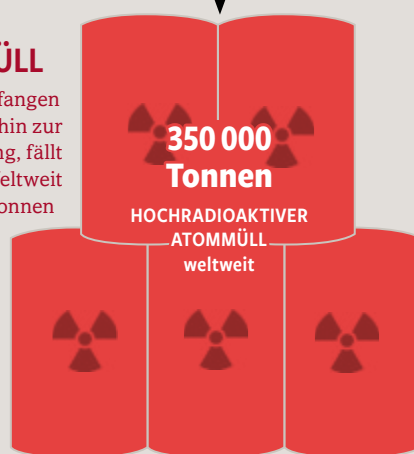 ÜLL
fangen
hin zur
ng, fällt
eltweit
onnen
350 000
Tonnen
HOCHRADIOAKTIVER
ATOMMÜLL
weltweit